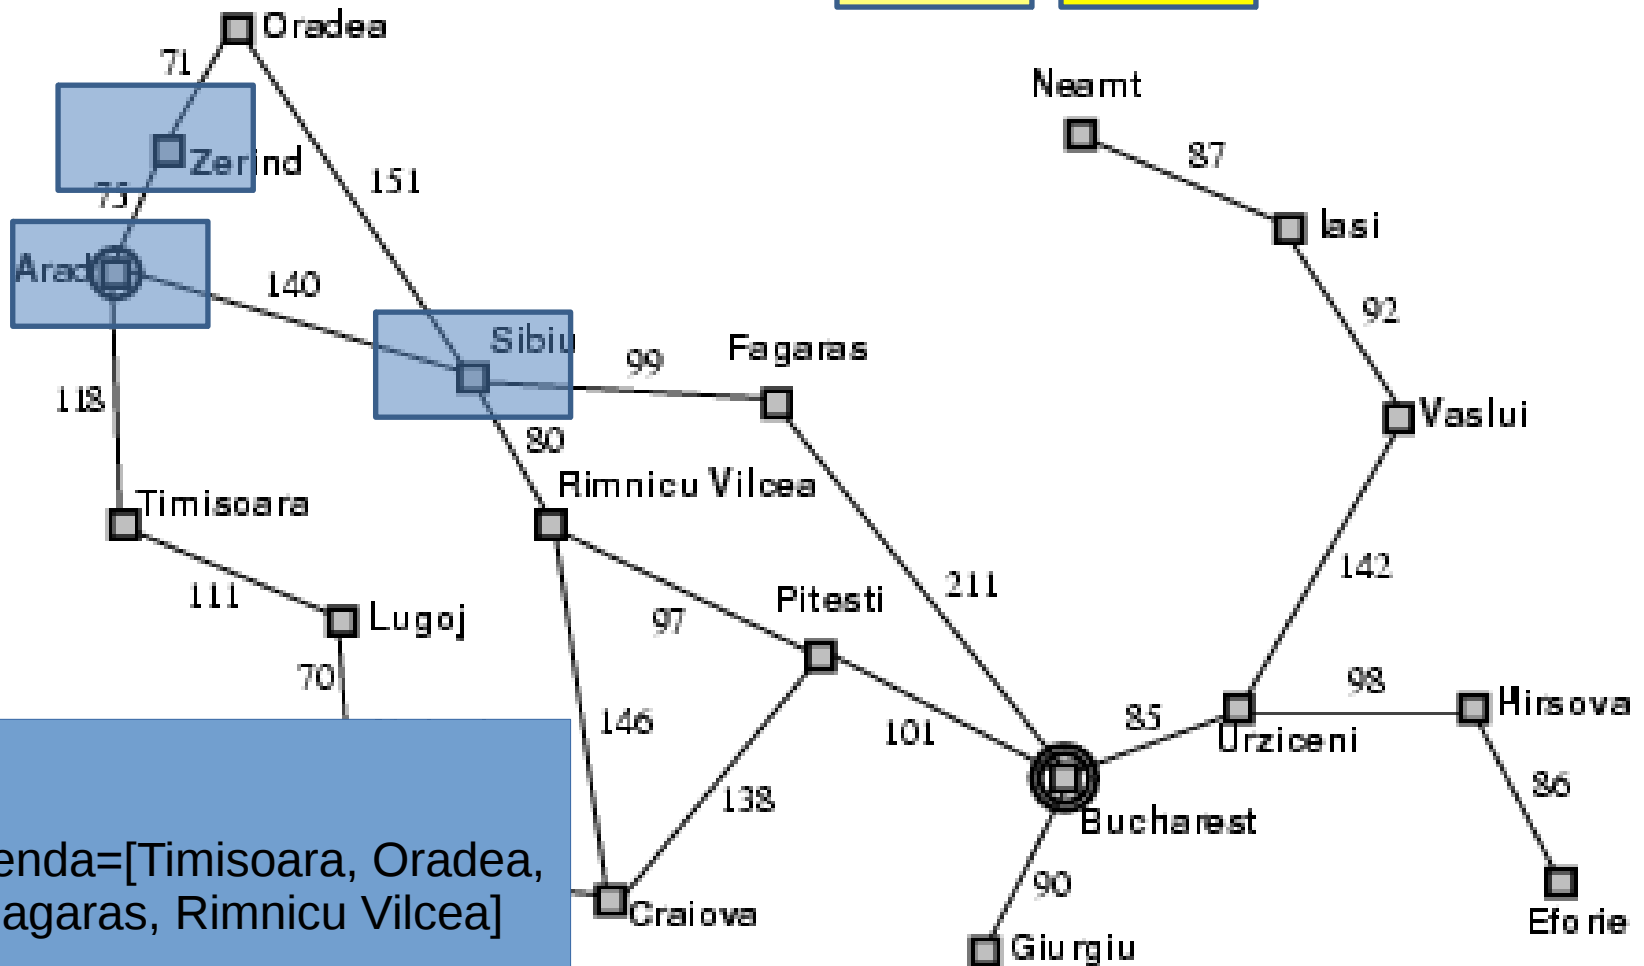 Oradea
71
Neamt
Zerind
87
75
151
Iasi
Arad
140
92
Sibiu
99
Fagaras
118
Vaslui
80
Rimnicu Vilcea
Timisoara
142
111
Pitesti
211
97
Lugoj
70
98
Hirsova
146
85
101
Urziceni
86
138
Bucharest
enda=[Timisoara, Oradea,
agaras, Rimnicu Vilcea]
90
Craiova
Eforie
Giurgiu